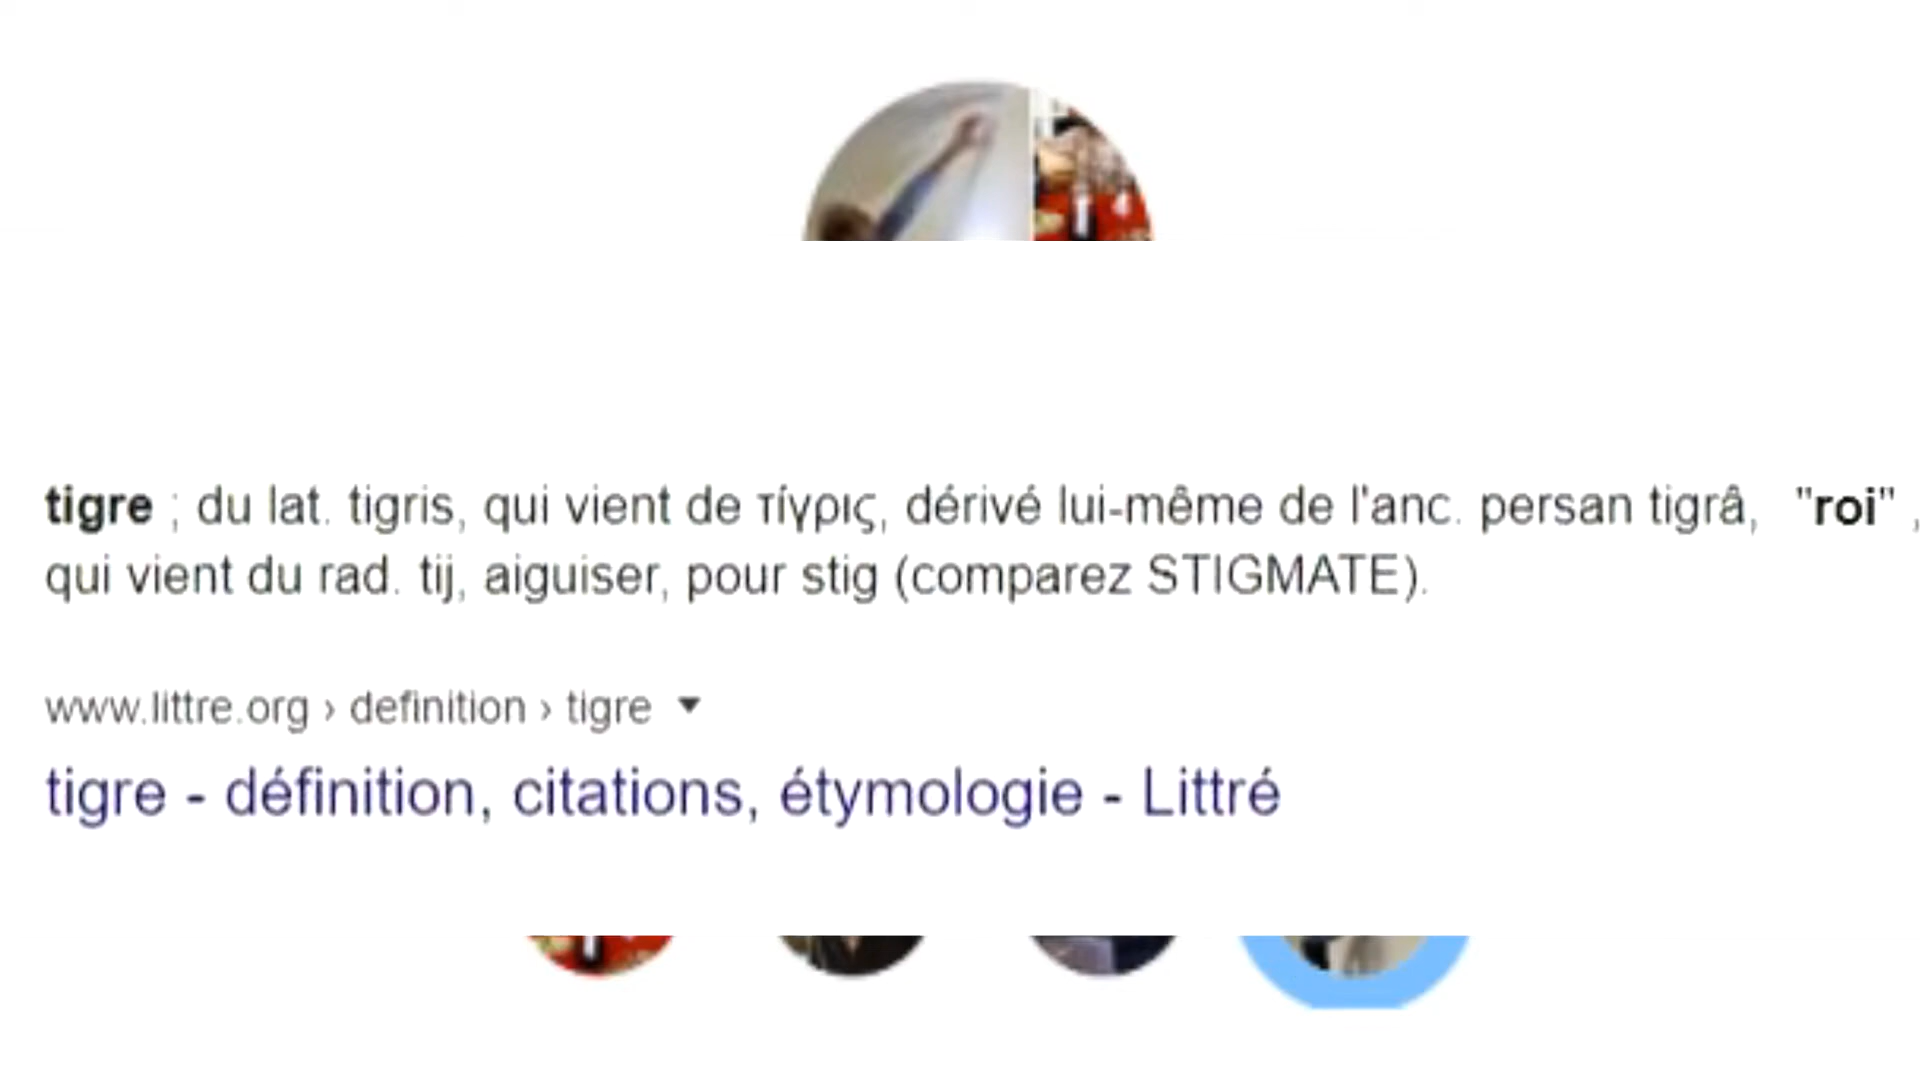 tigre ; du lat. tigris, qui vient de τίγρις, dérivé lui-même de l'anc. persan tigrâ, "roi" ,
qui vient du rad. tij, aiguiser, pour stig (comparez STIGMATE).
www.littre.org › definition › tigre ▼
tigre - définition, citations, étymologie - Littré